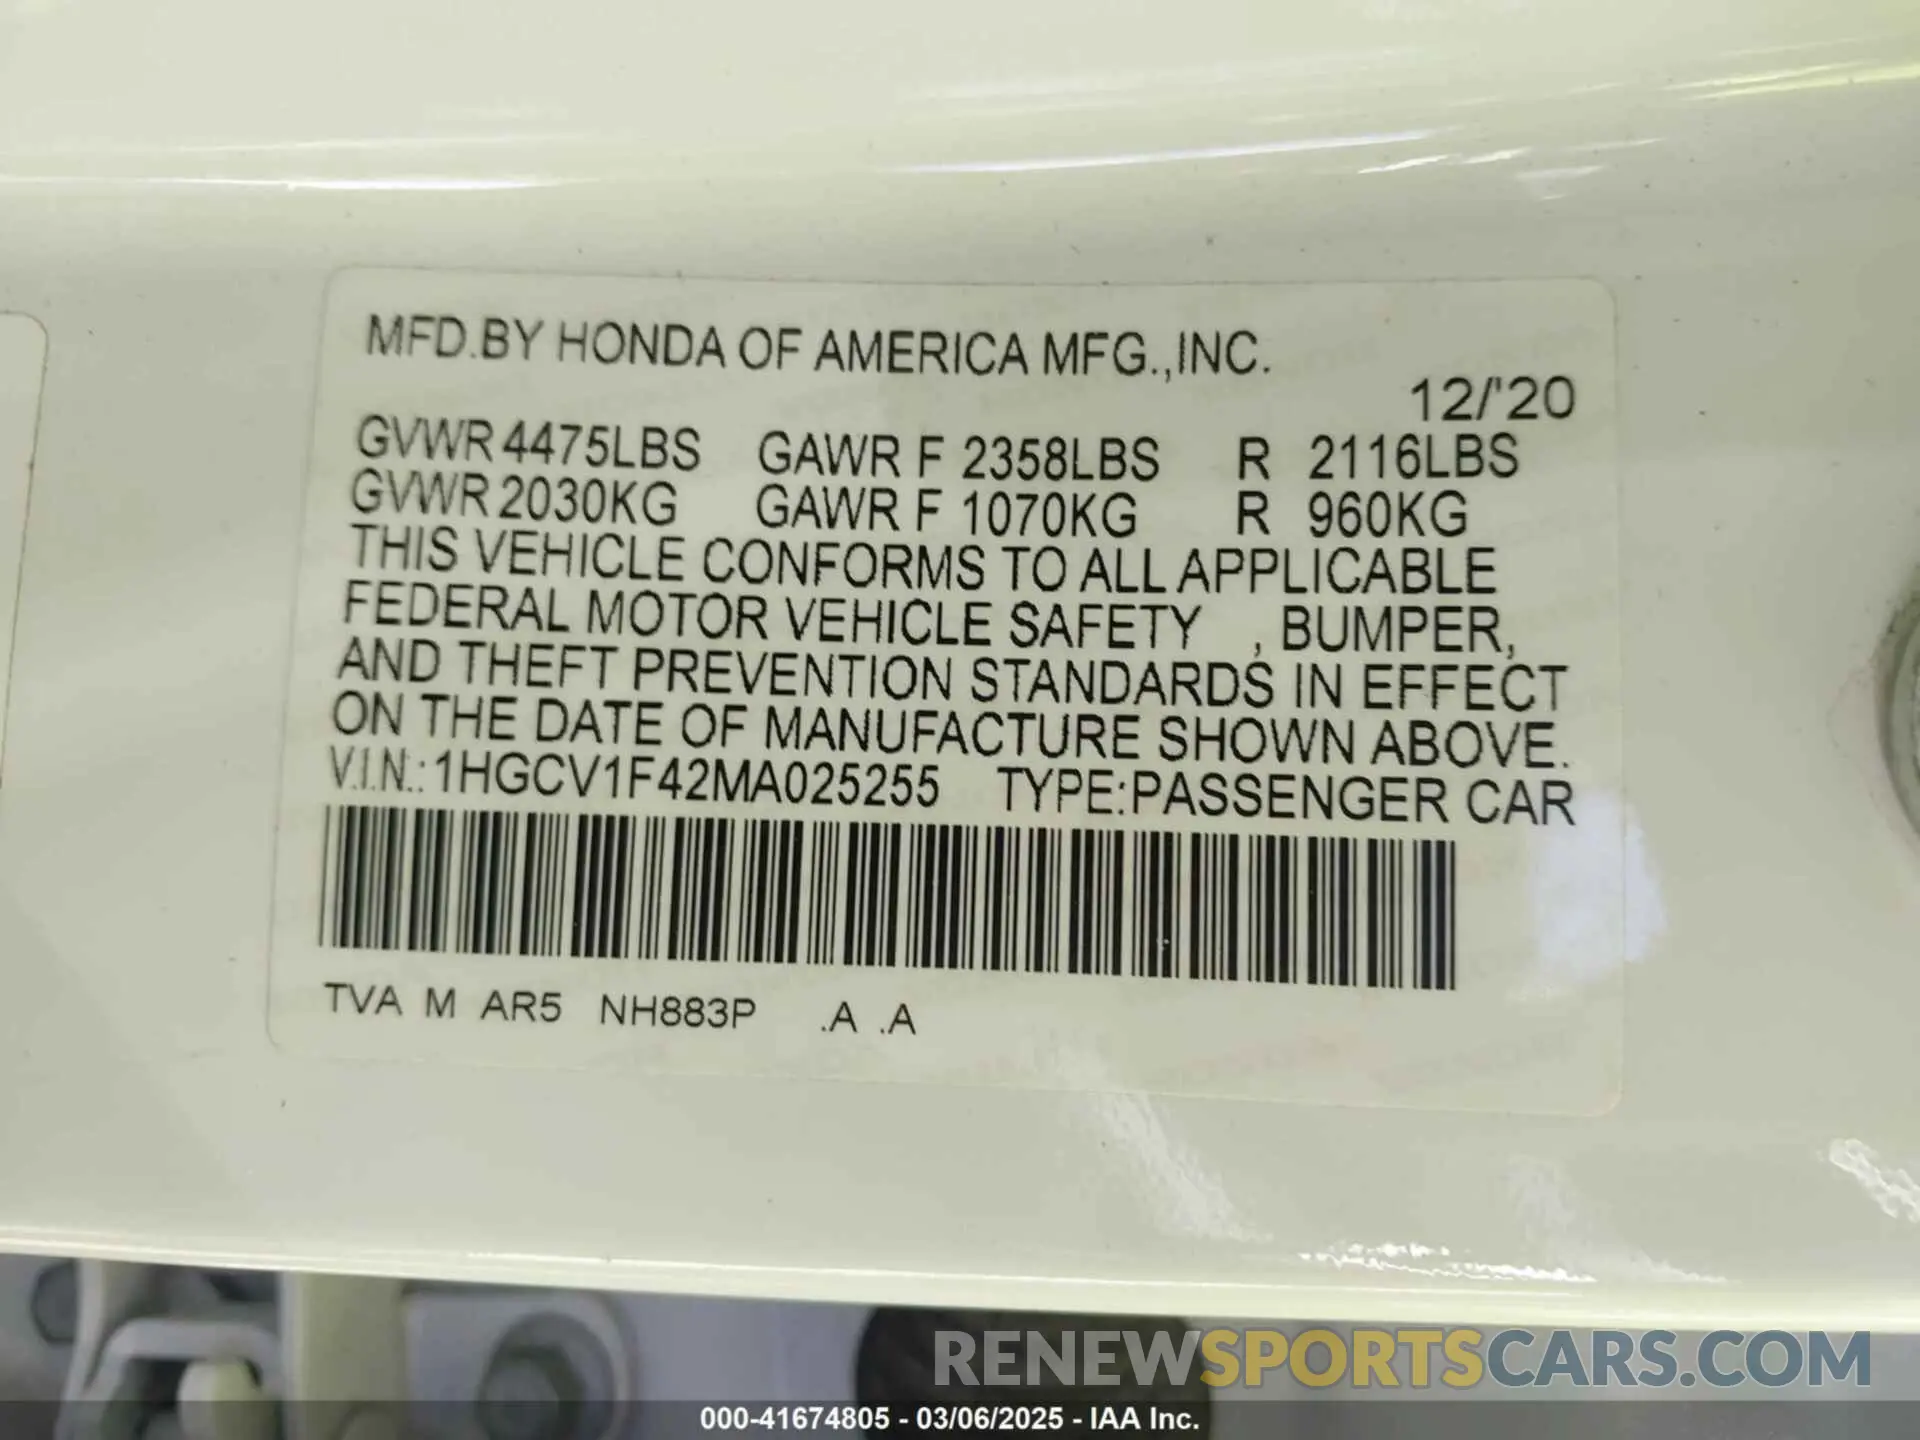 MFD.BY HONDA OF AMERICA MFG.,INC.
12/'20
GVWR 4475LBS GAWR F 2358LBS R 2116LBS
GVWR 2030KG GAWR F 1070KG R 960KG
THIS VEHICLE CONFORMS TO ALL APPLICABLE
FEDERAL MOTOR VEHICLE SAFETY , BUMPER,
AND THEFT PREVENTION STANDARDS IN EFFECT
ON THE DATE OF MANUFACTURE SHOWN ABOVE.
V.I.N.: 1HGCV1F42MA025255 TYPE:PASSENGER CAR
TVA M AR5 NH883P .A .A
RENEWSPORTSCARS.COM
000-41674805 - 03/06/2025 - IAA Inc.